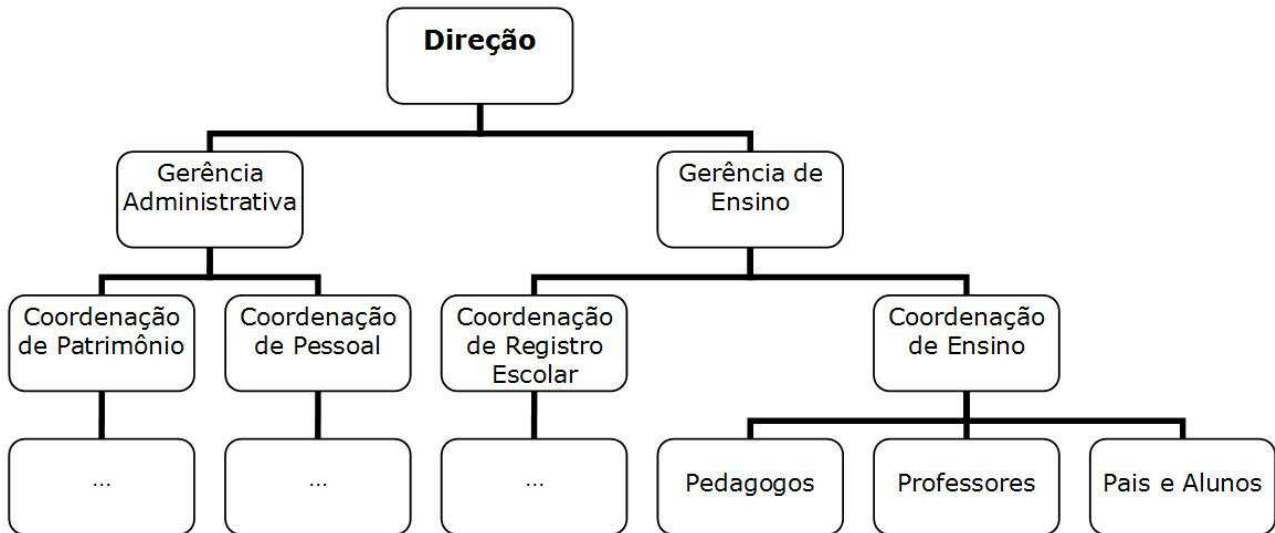 Direção
Gerência
Administrativa
Gerência de
Ensino
Coordenação
de Patrimônio
Coordenação
de Pessoal
Coordenação
de Registro
Escolar
Coordenação
de Ensino
...
...
...
Pedagogos
Professores
Pais e Alunos